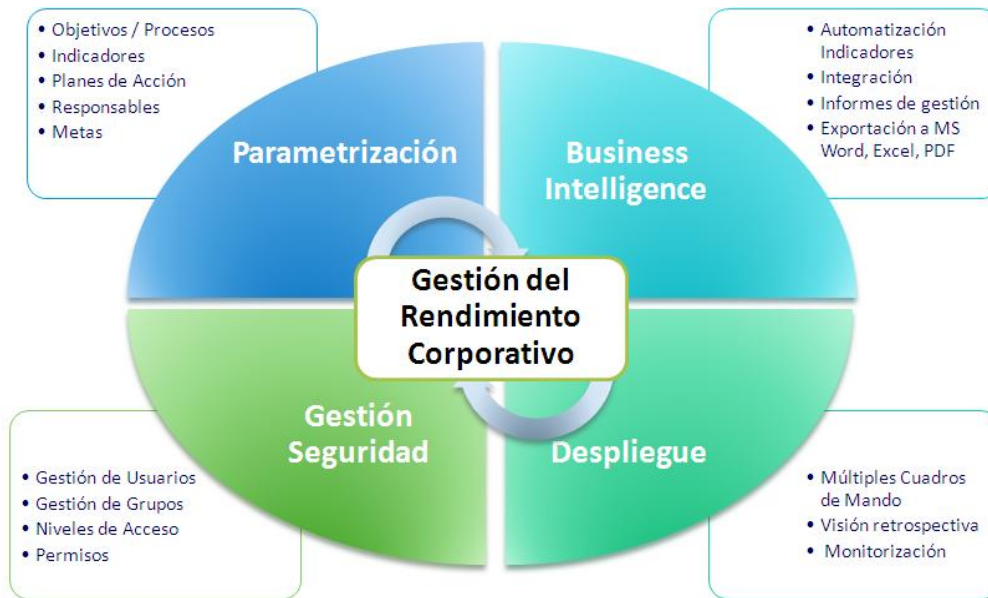 • Objetivos / Procesos
• Indicadores
• Planes de Acción
• Responsables
• Metas
• Automatización
Indicadores
• Integración
• Informes de gestión
• Exportación a MS
Word, Excel, PDF
Parametrización
Business
Intelligence
Gestión del
Rendimiento
Corporativo
Gestión
Seguridad
Despliegue
• Gestión de Usuarios
• Gestión de Grupos
• Niveles de Acceso
• Permisos
• Múltiples Cuadros
de Mando
• Visión retrospectiva
• Monitorización